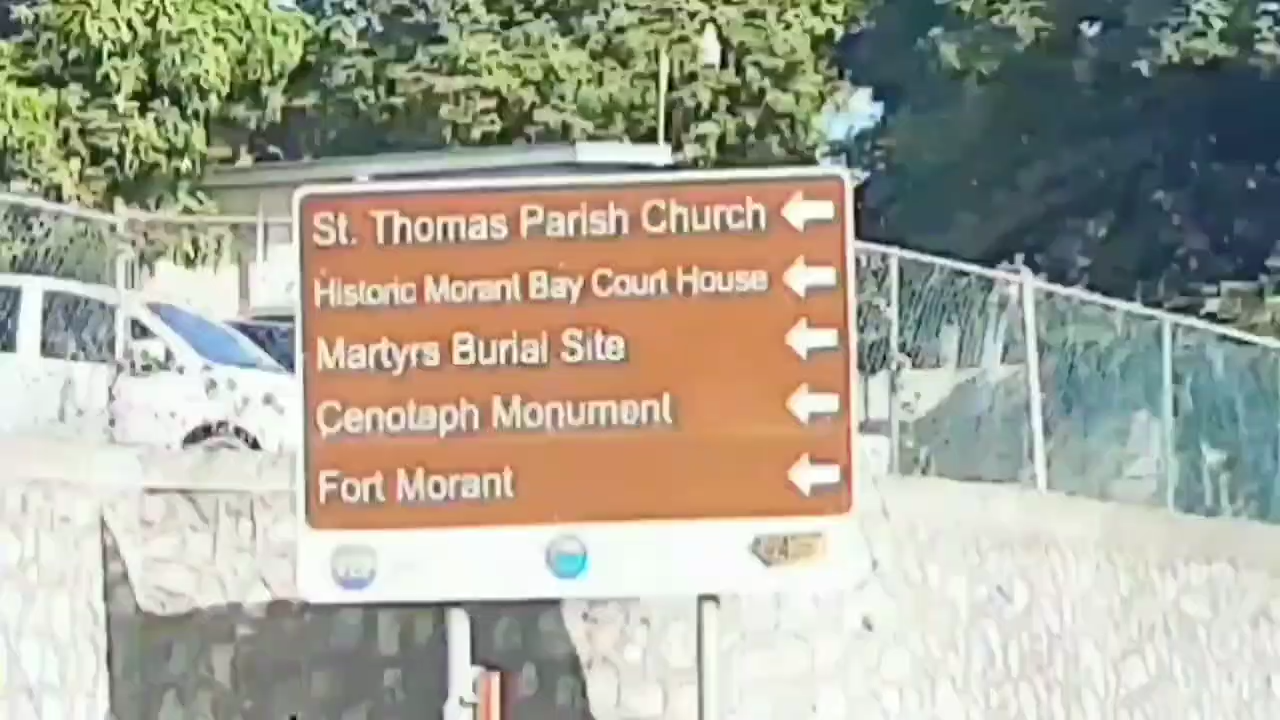 St. Thomas Parish Church
Historic Morant Bay Court House
Martyrs Burial Site
Cenotaph Monument
Fort Morant